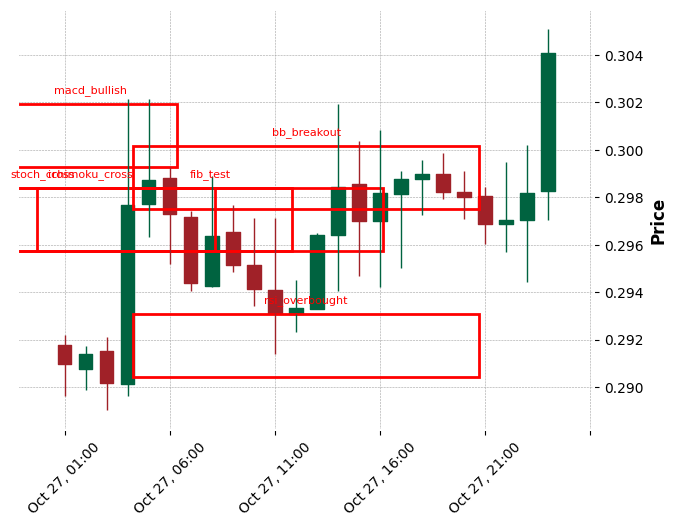 macd_bullish
bb_breakout
stoch_cross
ichimoku_cross
fib_test
rsi_overbought
0.304
0.302
0.300
0.298
0.296
0.294
0.292
0.290
Price
Oct 27, 01:00
Oct 27, 06:00
Oct 27, 11:00
Oct 27, 16:00
Oct 27, 21:00